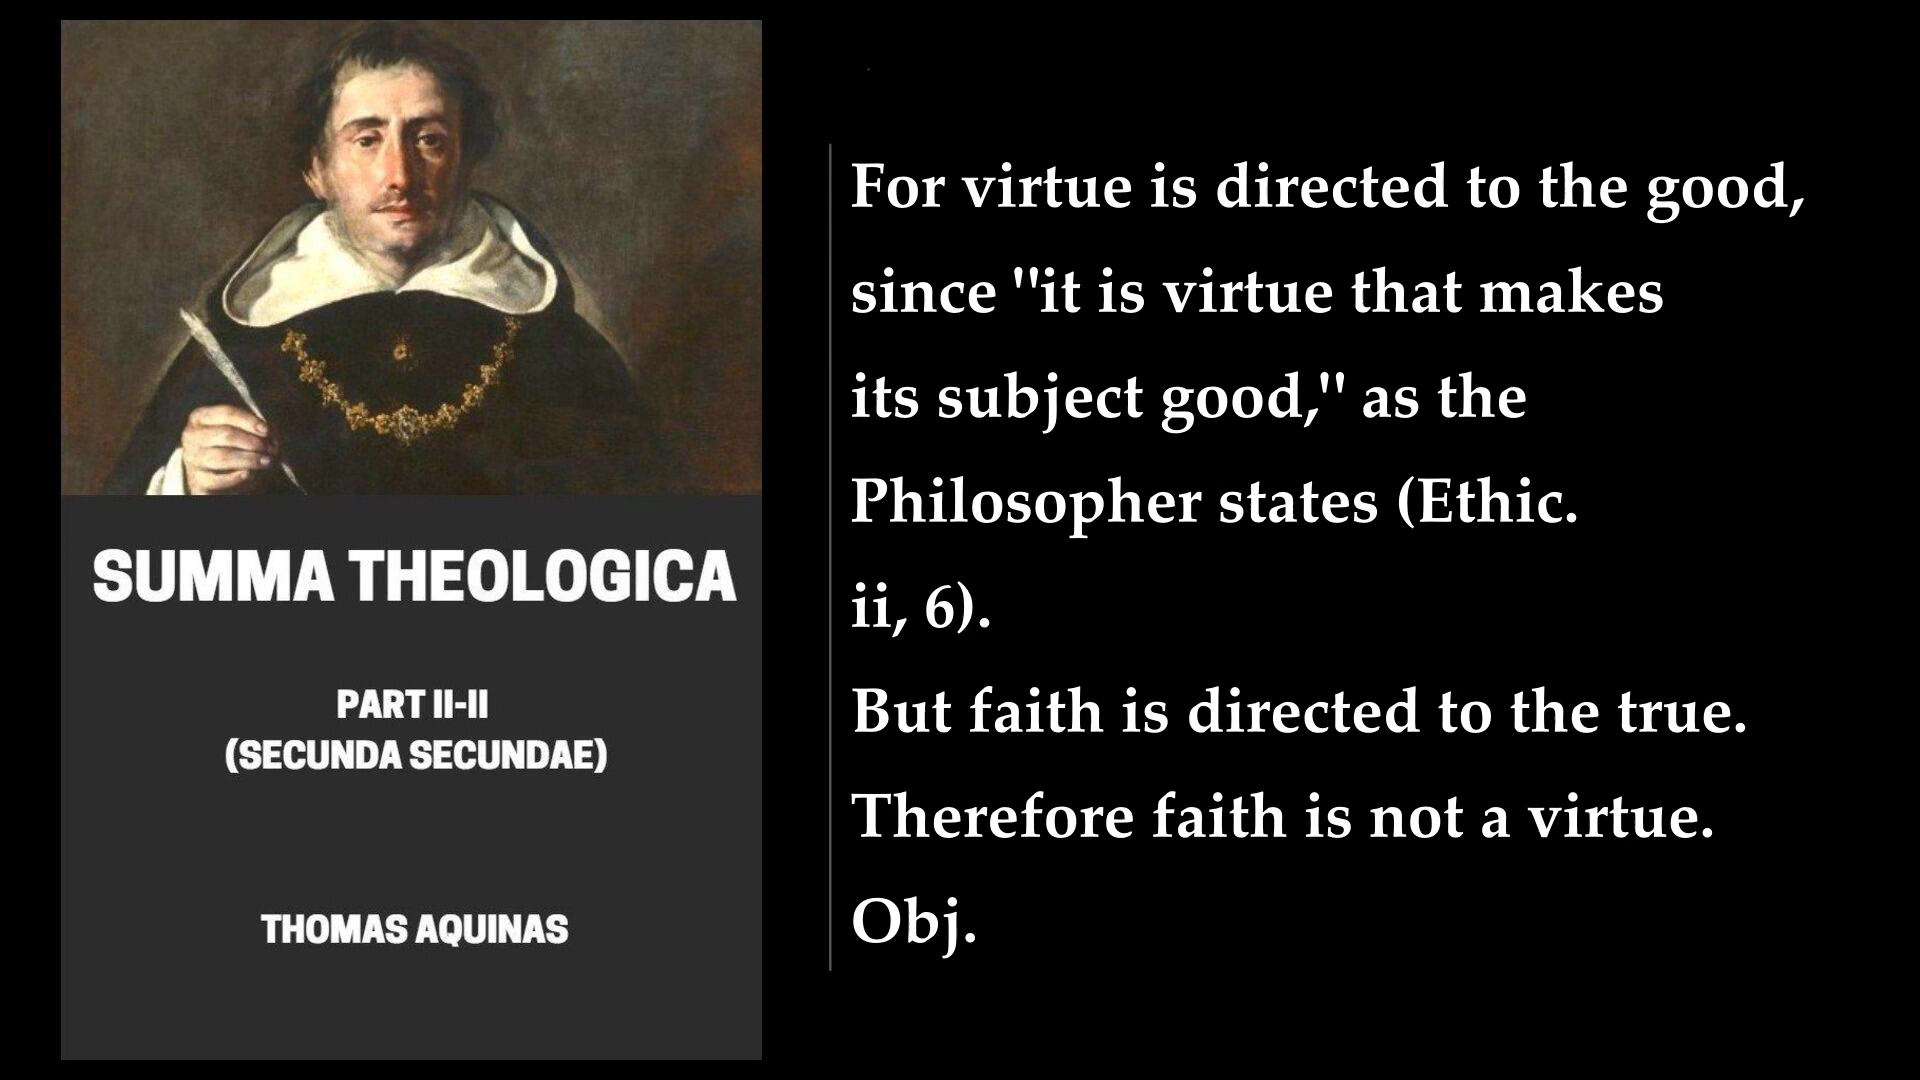 SUMMA THEOLOGICA
PART II-II
(SECUNDA SECUNDAE)
THOMAS AQUINAS
For virtue is directed to the good,
since "it is virtue that makes
its subject good," as the
Philosopher states (Ethic.
ii, 6).
But faith is directed to the true.
Therefore faith is not a virtue.
Obj.